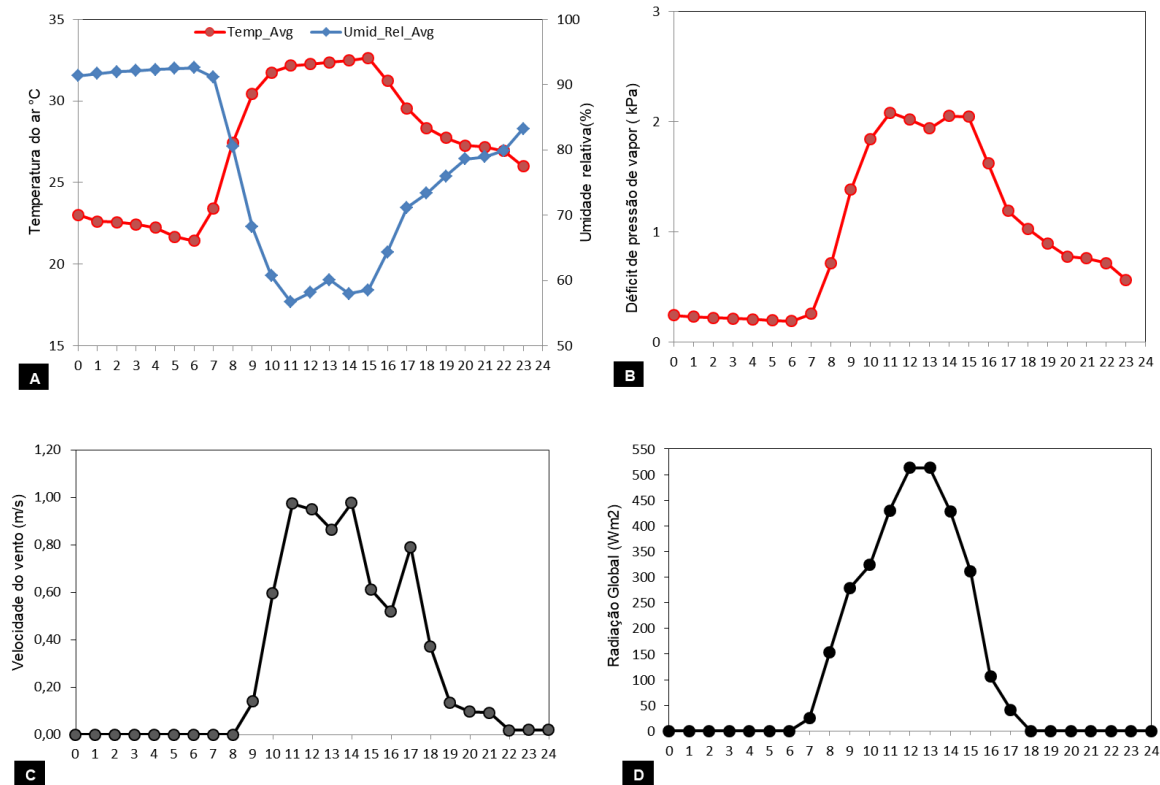 Temp_Avg Umid_Rel_Avg
Temperatura do ar °C
35
31
27
23
19
15
100
90
80
70
60
50
Umidade relativa(%)
0 1 2 3 4 5 6 7 8 9 10 11 12 13 14 15 16 17 18 19 20 21 22 23 24
A
Déficit de pressão de vapor ( kPa)
3
2
1
0
0 1 2 3 4 5 6 7 8 9 10 11 12 13 14 15 16 17 18 19 20 21 22 23 24
B
Velocidade do vento (m/s)
1,20
1,00
0,80
0,60
0,40
0,20
0,00
0 1 2 3 4 5 6 7 8 9 10 11 12 13 14 15 16 17 18 19 20 21 22 23 24
C
Radiação Global (Wm2)
550
500
450
400
350
300
250
200
150
100
50
0
0 1 2 3 4 5 6 7 8 9 10 11 12 13 14 15 16 17 18 19 20 21 22 23 24
D